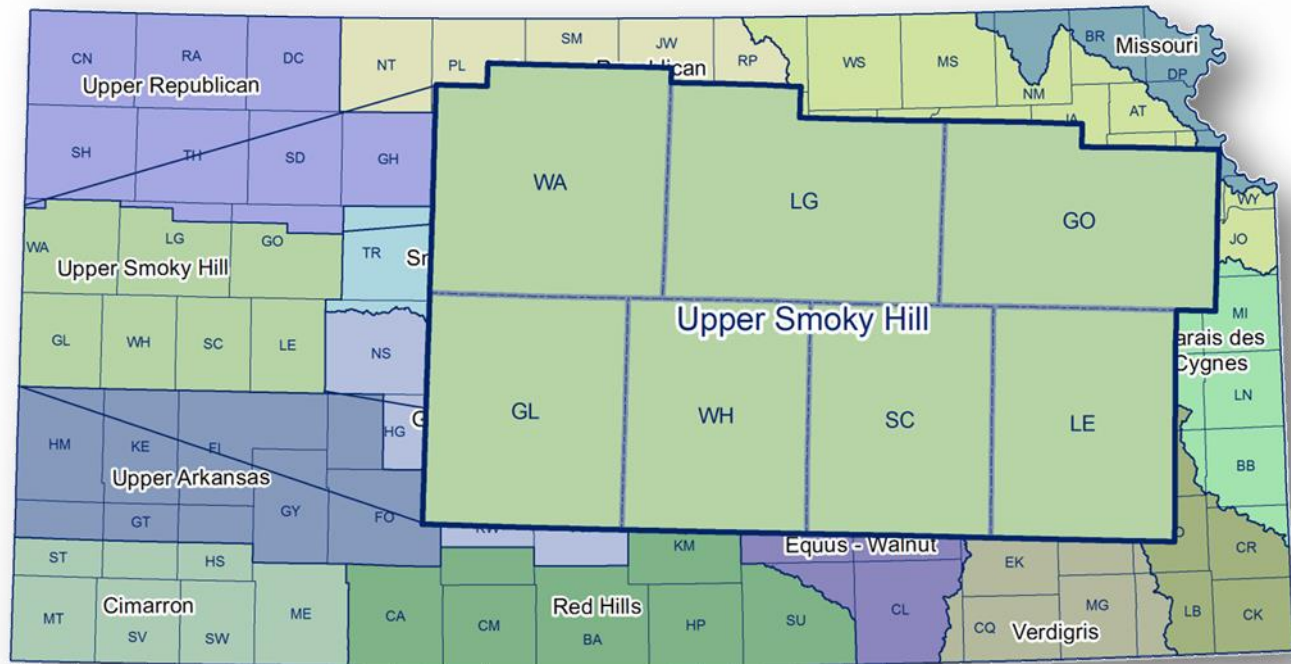 CN
RA
DC
NT
PL
SM
JW
RP
WS
MS
NM
BR
Missouri
DP
Upper Republican
AT
SH
TH
SD
GH
WA
LG
GO
WY
JO
WA
LG
GO
TR
Upper Smoky Hill
Upper Smoky Hill
MI
arais des
Cygnes
GL
WH
SC
LE
NS
GL
WH
SC
LE
LN
HM
KE
HG
BB
Upper Arkansas
GY
FO
GT
Equus - Walnut
ST
HS
KM
EK
CR
Cimarron
MT
SV
SW
ME
CA
CM
Red Hills
BA
HP
SU
CL
CQ
MG
Verdigris
LB
CK